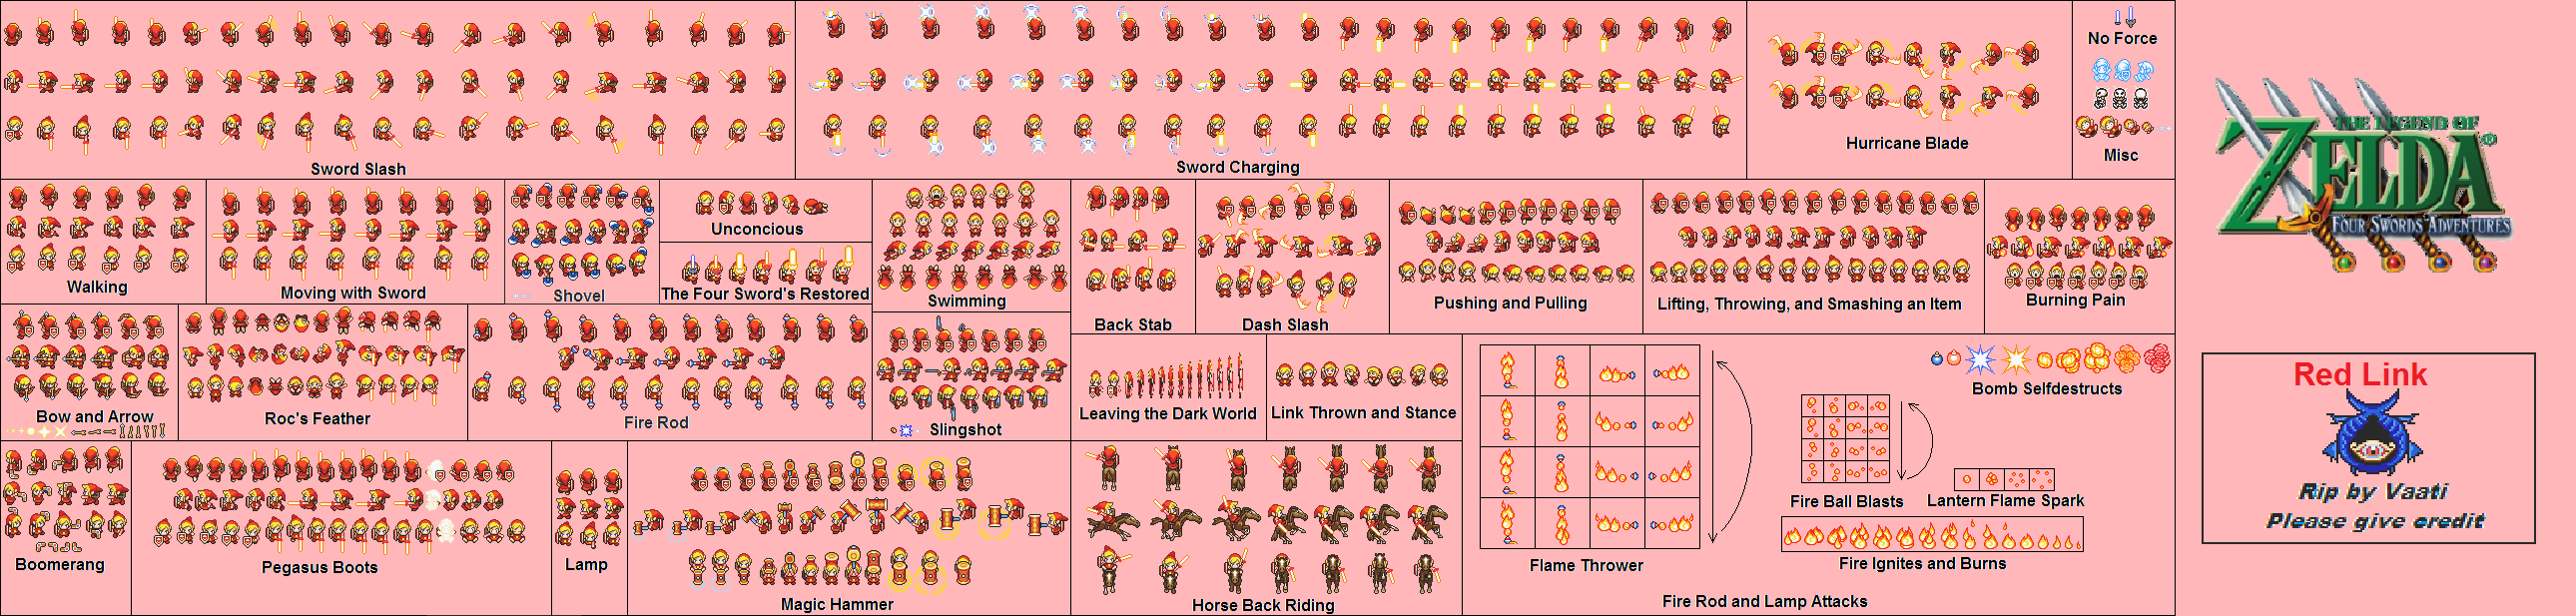 Sword Slash
Sword Charging
Hurricane Blade
No Force
Misc
THE LEGEND OF
ZELDA®
FOUR SWORDS ADVENTURES
Walking
Moving with Sword
Shovel
Unconcious
The Four Sword's Restored
Swimming
Back Stab
Dash Slash
Pushing and Pulling
Lifting, Throwing, and Smashing an Item
Burning Pain
Bow and Arrow
Roc's Feather
Fire Rod
Slingshot
Leaving the Dark World
Link Thrown and Stance
Bomb Selfdestructs
Fire Ball Blasts
Lantern Flame Spark
Flame Thrower
Fire Ignites and Burns
Fire Rod and Lamp Attacks
Boomerang
Pegasus Boots
Lamp
Magic Hammer
Horse Back Riding
Red Link
Rip by Vaati
Please give credit